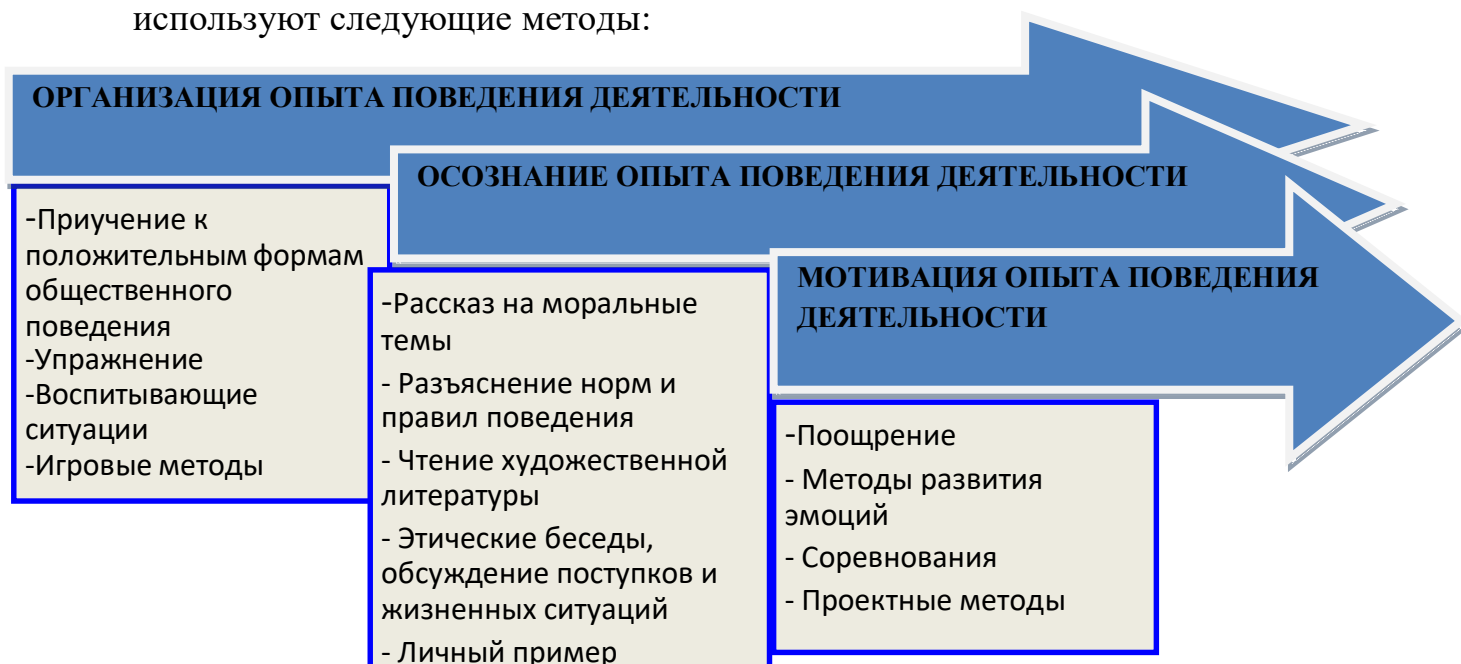 используют следующие методы:
ОРГАНИЗАЦИЯ ОПЫТА ПОВЕДЕНИЯ ДЕЯТЕЛЬНОСТИ
-Приучение к
положительным формам
общественного
поведения
-Упражнение
-Воспитывающие
ситуации
-Игровые методы
ОСОЗНАНИЕ ОПЫТА ПОВЕДЕНИЯ ДЕЯТЕЛЬНОСТИ
-Рассказ на моральные
темы
- Разъяснение норм и
правил поведения
- Чтение художественной
литературы
- Этические беседы,
обсуждение поступков и
жизненных ситуаций
- Личный пример
МОТИВАЦИЯ ОПЫТА ПОВЕДЕНИЯ
ДЕЯТЕЛЬНОСТИ
-Поощрение
- Методы развития
эмоций
- Соревнования
- Проектные методы